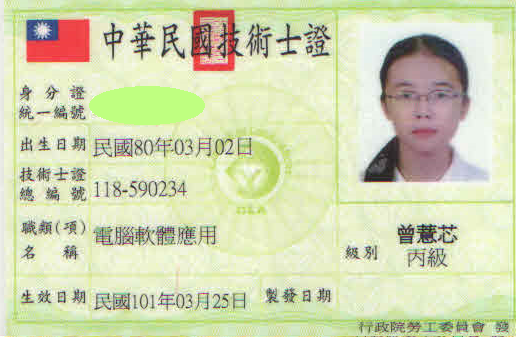 中華民國技術士證
身分證
統一編號
出生日期 民國80年03月02日
技術士證
總編號 118-590234
職類(項)
名稱 電腦軟體應用
曾慧芯
級別 丙級
生效日期 民國101年03月25日 製發日期
行政院勞工委員會 發